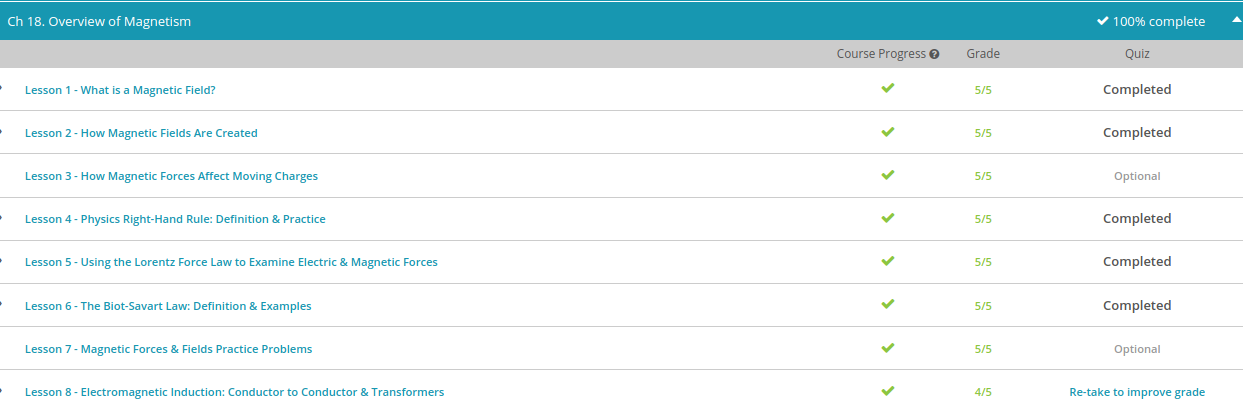 Ch 18. Overview of Magnetism 100% complete
Course Progress Grade Quiz
Lesson 1 - What is a Magnetic Field? 5/5 Completed
Lesson 2 - How Magnetic Fields Are Created 5/5 Completed
Lesson 3 - How Magnetic Forces Affect Moving Charges 5/5 Optional
Lesson 4 - Physics Right-Hand Rule: Definition & Practice 5/5 Completed
Lesson 5 - Using the Lorentz Force Law to Examine Electric & Magnetic Forces 5/5 Completed
Lesson 6 - The Biot-Savart Law: Definition & Examples 5/5 Completed
Lesson 7 - Magnetic Forces & Fields Practice Problems 5/5 Optional
Lesson 8 - Electromagnetic Induction: Conductor to Conductor & Transformers 4/5 Re-take to improve grade